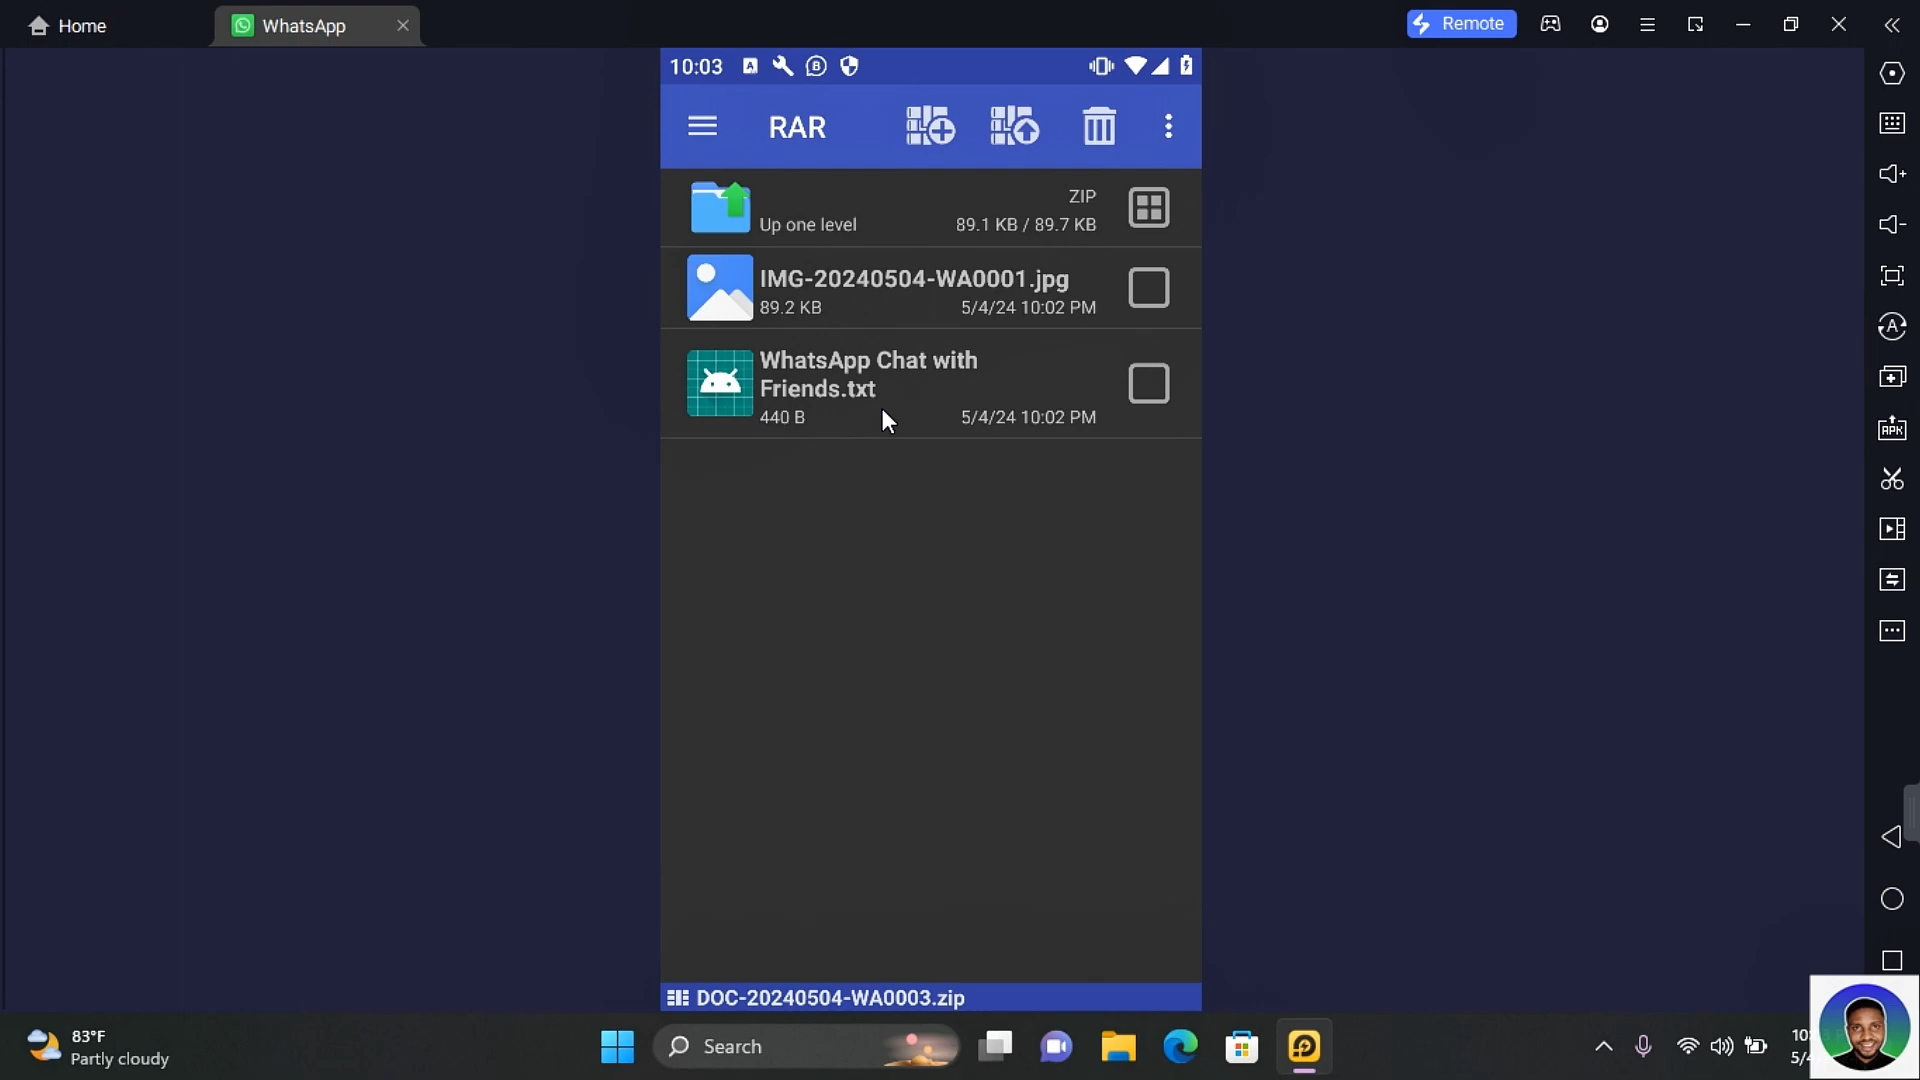 Home
WhatsApp
Remote
10:03
RAR
ZIP
Up one level
89.1 KB / 89.7 KB
IMG-20240504-WA0001.jpg
89.2 KB
5/4/24 10:02 PM
WhatsApp Chat with
Friends.txt
440 B
5/4/24 10:02 PM
APK
DOC-20240504-WA0003.zip
83°F
Partly cloudy
Search